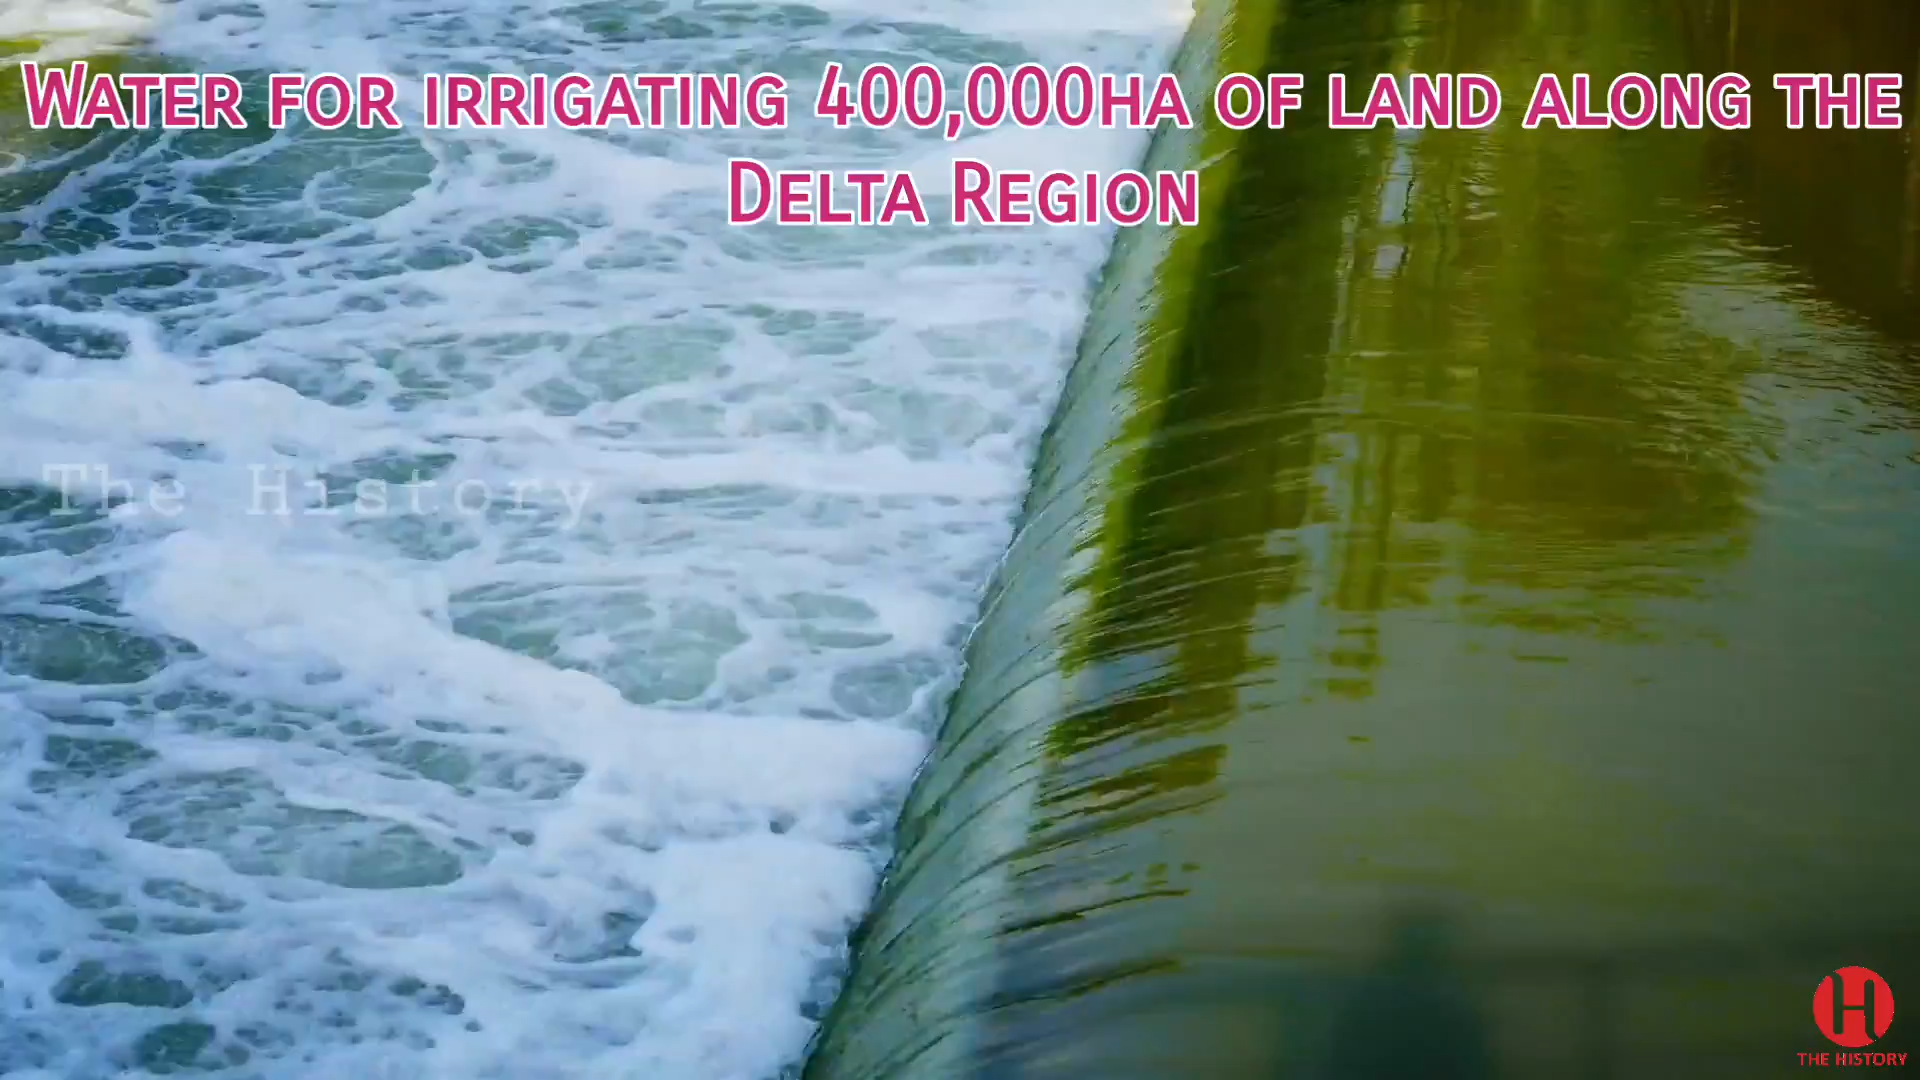 Water for irrigating 400,000ha of land along the
Delta Region
The History
THE HISTORY